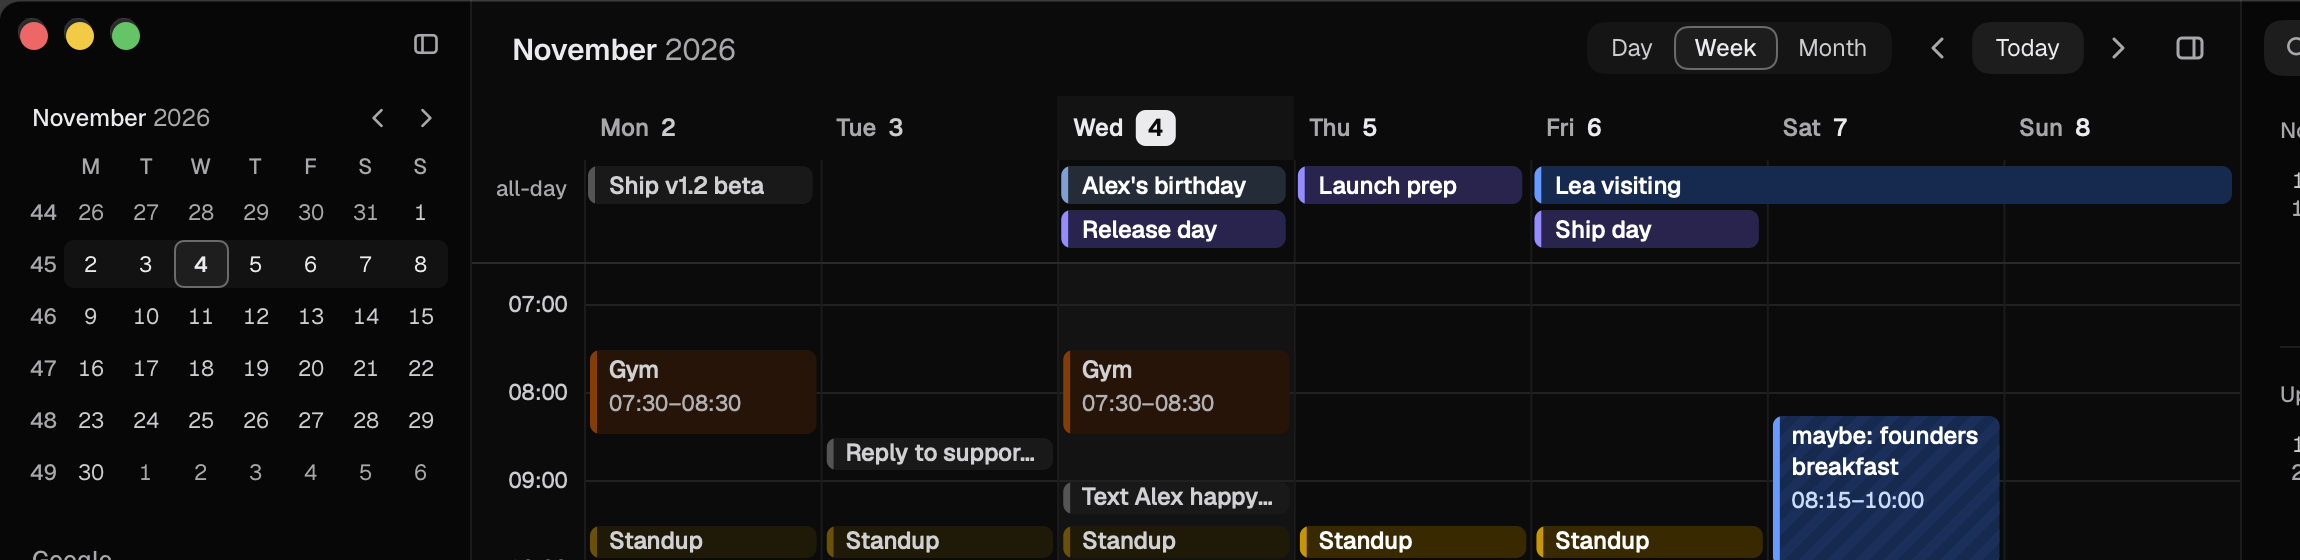 November 2026
M T W T F S S
44 26 27 28 29 30 31 1
45 2 3 4 5 6 7 8
46 9 10 11 12 13 14 15
47 16 17 18 19 20 21 22
48 23 24 25 26 27 28 29
49 30 1 2 3 4 5 6
November 2026
Day Week Month Today
Mon 2 Tue 3 Wed 4 Thu 5 Fri 6 Sat 7 Sun 8
all-day
Ship v1.2 beta
Alex's birthday
Release day
Launch prep
Lea visiting
Ship day
07:00
08:00
09:00
Gym
07:30–08:30
Standup
Reply to suppor...
Standup
Gym
07:30–08:30
Text Alex happy...
Standup
Standup
Standup
maybe: founders
breakfast
08:15–10:00